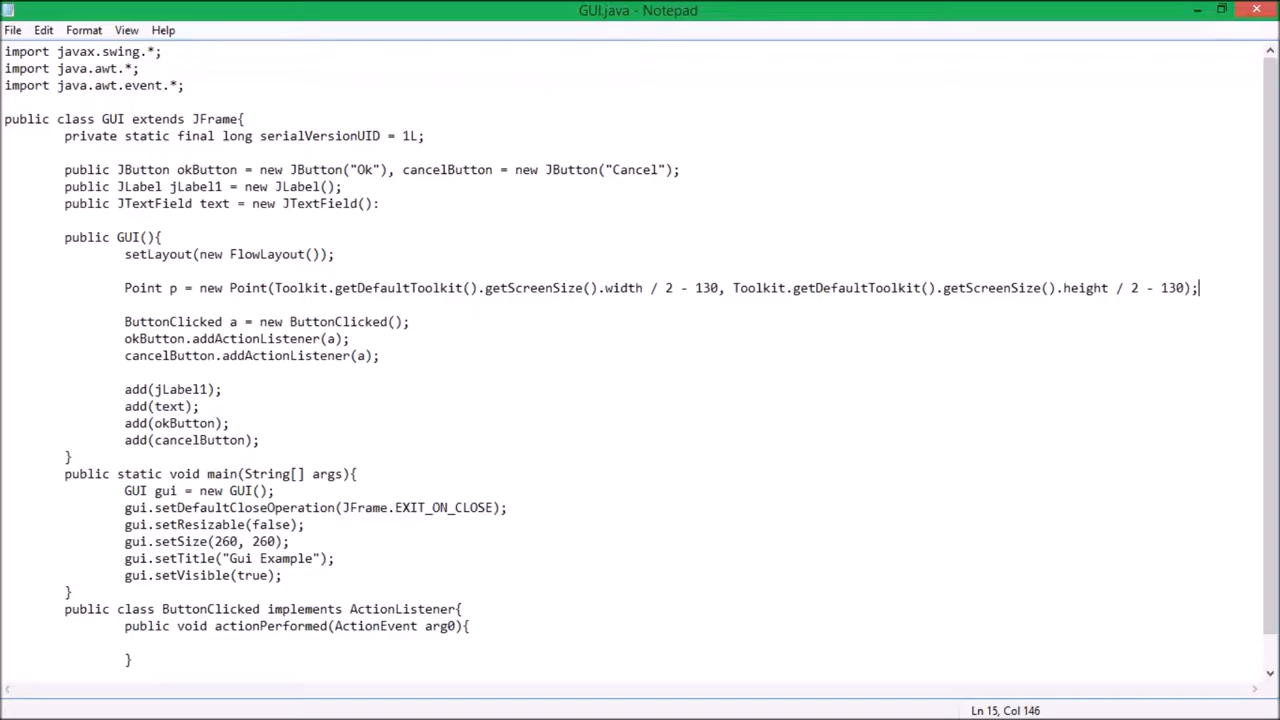 GUI.java - Notepad
File Edit Format View Help
import javax.swing.*;
import java.awt.*;
import java.awt.event.*;
public class GUI extends JFrame{
private static final long serialVersionUID = 1L;
public JButton okButton = new JButton("Ok"), cancelButton = new JButton("Cancel");
public JLabel jLabel1 = new JLabel();
public JTextField text = new JTextField():
public GUI(){
setLayout(new FlowLayout());
Point p = new Point(Toolkit.getDefaultToolkit().getScreenSize().width / 2 - 130, Toolkit.getDefaultToolkit().getScreenSize().height / 2 - 130);
ButtonClicked a = new ButtonClicked();
okButton.addActionListener(a);
cancelButton.addActionListener(a);
add(jLabel1);
add(text);
add(okButton);
add(cancelButton);
}
public static void main(String[] args){
GUI gui = new GUI();
gui.setDefaultCloseOperation(JFrame.EXIT_ON_CLOSE);
gui.setResizable(false);
gui.setSize(260, 260);
gui.setTitle("Gui Example");
gui.setVisible(true);
}
public class ButtonClicked implements ActionListener{
public void actionPerformed(ActionEvent arg0){
}
Ln 15, Col 146